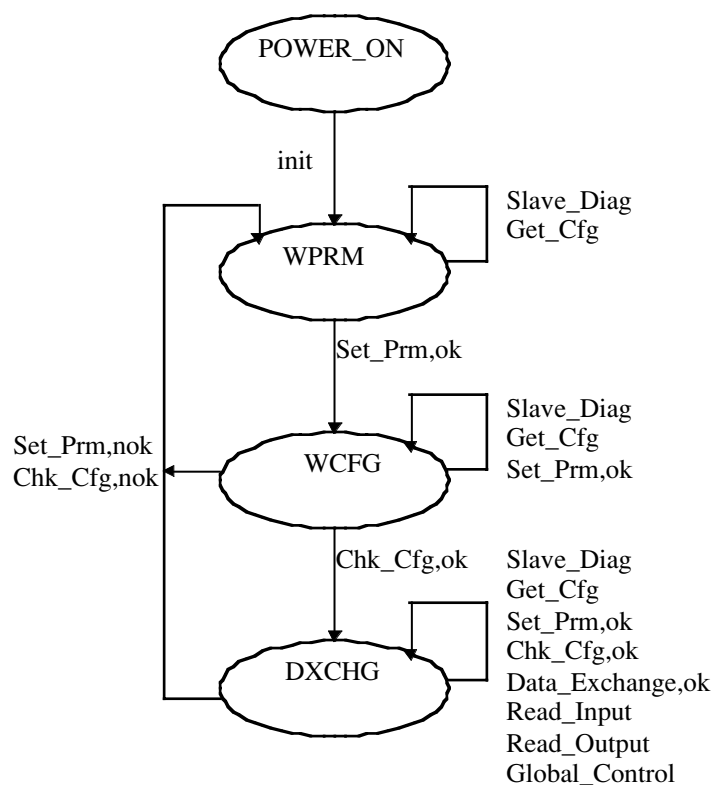 POWER_ON
init
Slave_Diag
Get_Cfg
WPRM
Set_Prm,ok
Slave_Diag
Get_Cfg
Set_Prm,ok
WCFG
Set_Prm,nok
Chk_Cfg,nok
Chk_Cfg,ok
Slave_Diag
Get_Cfg
Set_Prm,ok
Chk_Cfg,ok
Data_Exchange,ok
Read_Input
Read_Output
Global_Control
DXCHG